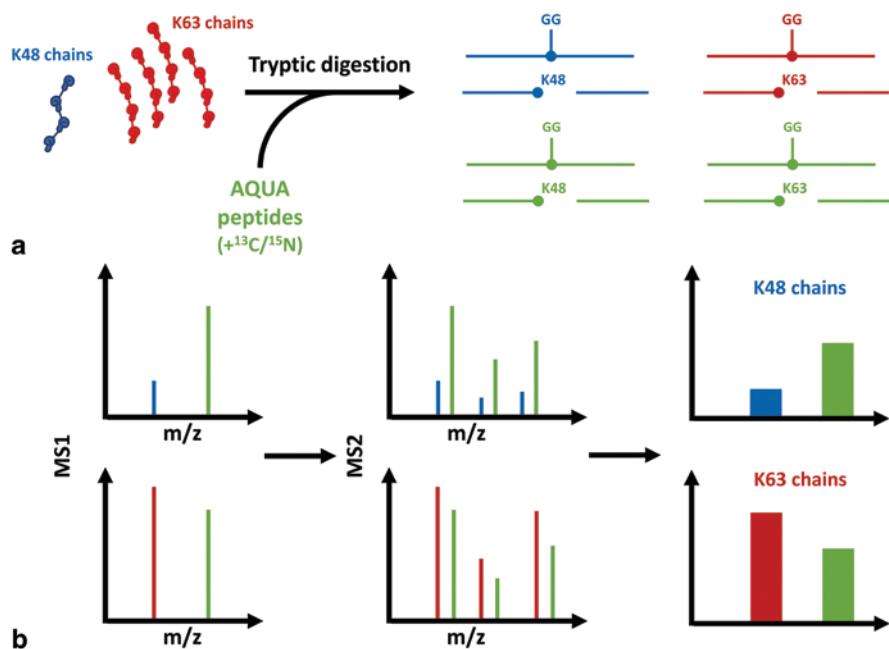 K48 chains
K63 chains
Tryptic digestion
AQUA
peptides
(+¹³C/¹⁵N)
GG
K48
GG
K63
GG
K48
GG
K63
a
MS1
m/z
m/z
MS2
m/z
m/z
K48 chains
K63 chains
b